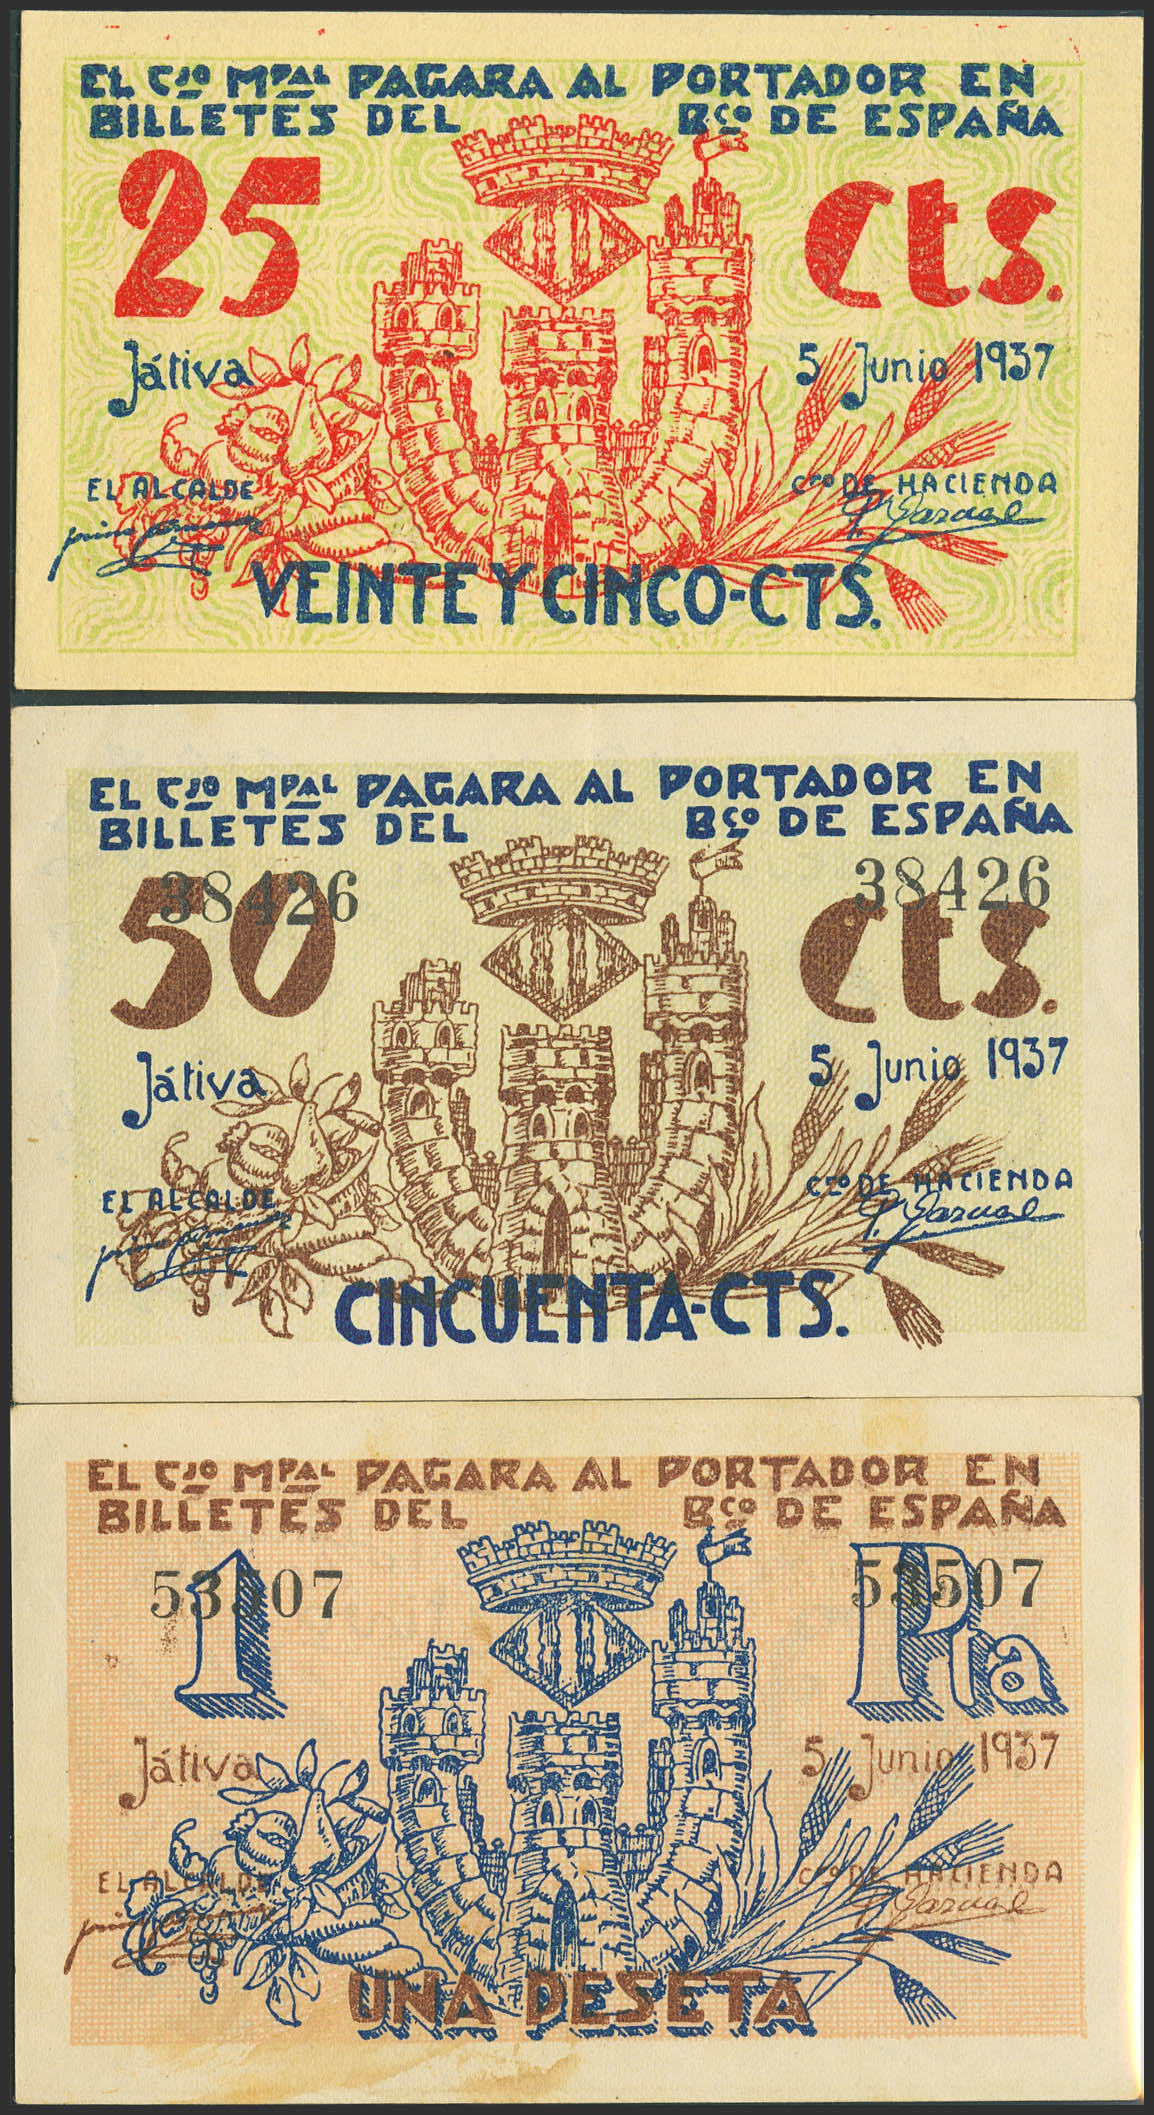 EL Cjo MPAL PAGARA AL PORTADOR EN
BILLETES DEL Bco DE ESPAÑA
25 Cts.
Játiva 5 Junio 1937
EL ALCALDE Cro DE HACIENDA
VEINTE Y CINCO-CTS.
EL Cjo MPAL PAGARA AL PORTADOR EN
BILLETES DEL Bco DE ESPAÑA
38426 38426
50 Cts.
Játiva 5 Junio 1937
EL ALCALDE Cro DE HACIENDA
CINCUENTA-CTS.
EL Cjo MPAL PAGARA AL PORTADOR EN
BILLETES DEL Bco DE ESPAÑA
53507 53507
1 Pta
Játiva 5 Junio 1937
EL ALCALDE Cro DE HACIENDA
UNA PESETA